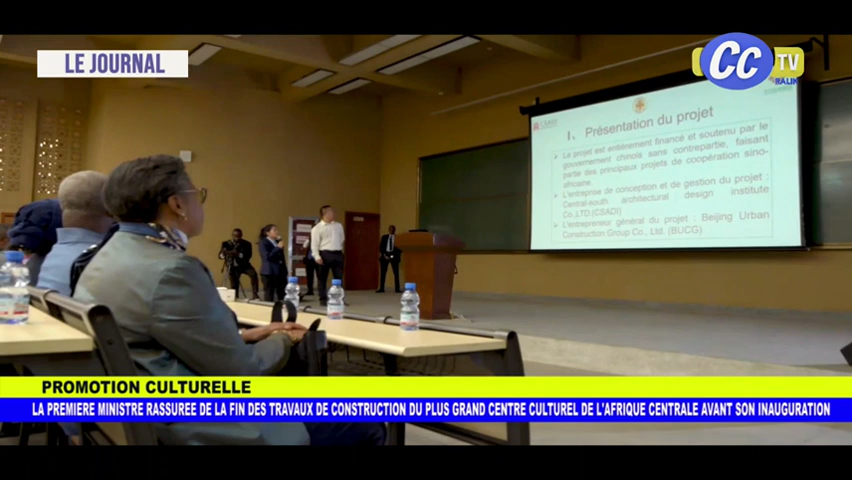 LE JOURNAL
CC TV
CSADI
I. Présentation du projet
➢ Le projet est entièrement financé et soutenu par le
gouvernement chinois sans contrepartie, faisant
partie des principaux projets de coopération sino-
africaine
➢ L'entreprise de conception et de gestion du projet :
Central-south architectural design institute
Co.,LTD.(CSADI)
➢ L'entrepreneur général du projet : Beijing Urban
Construction Group Co., Ltd. (BUCG)
PROMOTION CULTURELLE
LA PREMIERE MINISTRE RASSUREE DE LA FIN DES TRAVAUX DE CONSTRUCTION DU PLUS GRAND CENTRE CULTUREL DE L'AFRIQUE CENTRALE AVANT SON INAUGURATION